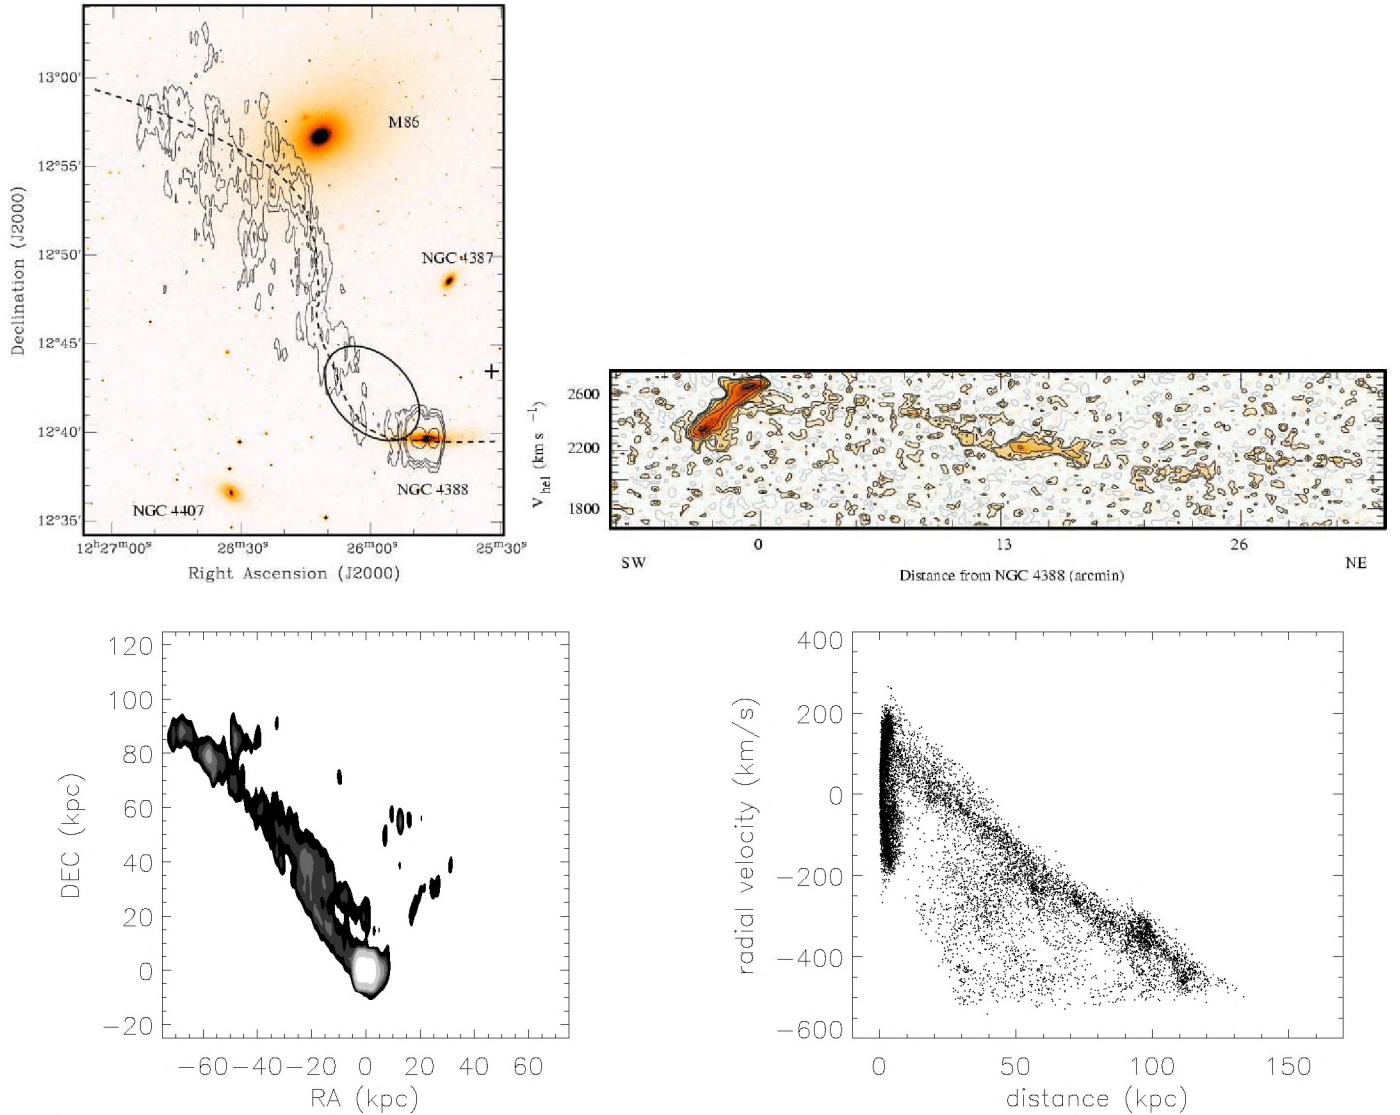 M86
NGC 4387
NGC 4388
NGC 4407
13°00'
12°55'
12°50'
12°45'
12°40'
12°35'
Declination (J2000)
12ʰ27ᵐ00ˢ
26ᵐ30ˢ
26ᵐ00ˢ
25ᵐ30ˢ
Right Ascension (J2000)
2600
2200
1800
V hel (km s ⁻¹)
0
13
26
SW
NE
Distance from NGC 4388 (arcmin)
120
100
80
60
40
20
0
−20
DEC (kpc)
−60 −40 −20 0 20 40 60
RA (kpc)
400
200
0
−200
−400
−600
radial velocity (km/s)
0 50 100 150
distance (kpc)